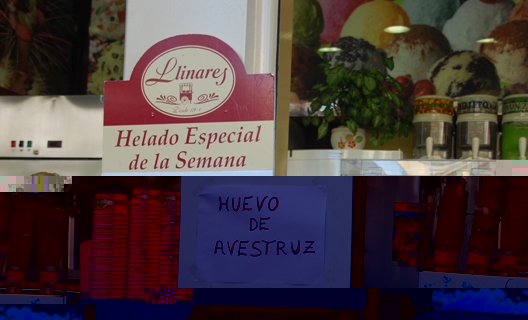 Llinares
Helado Especial
de la Semana
HUEVO
DE
AVESTRUZ